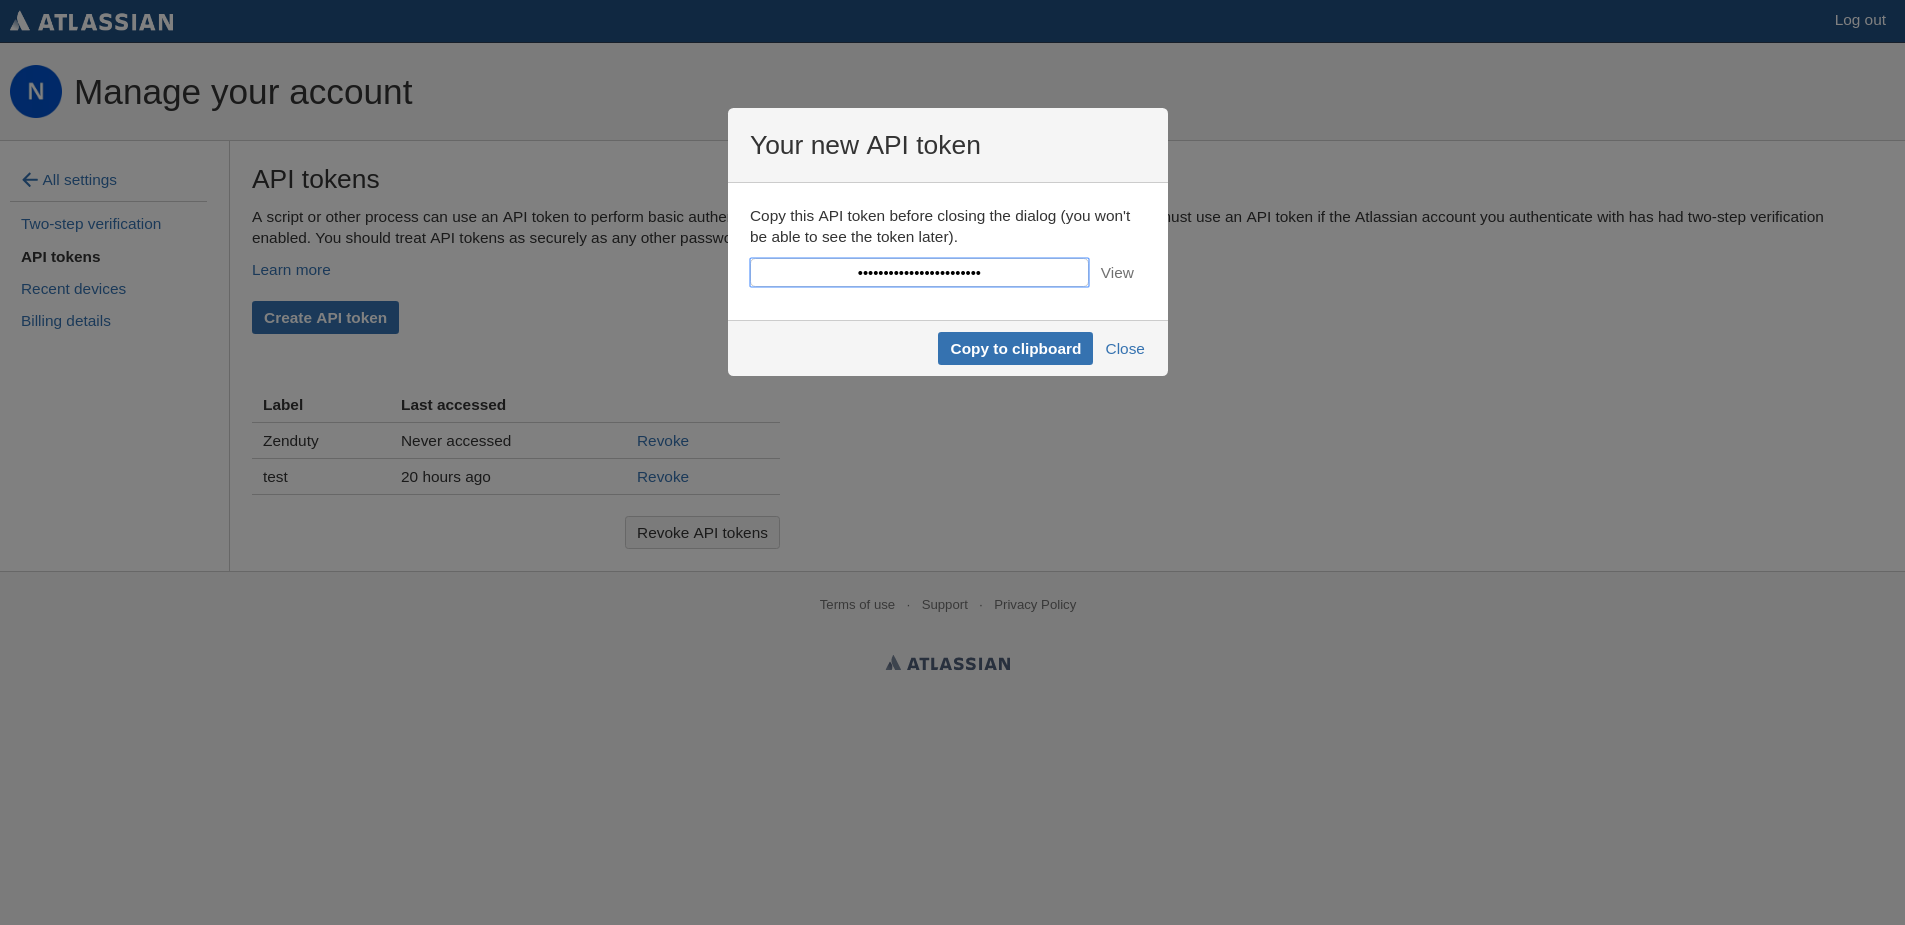 ATLASSIAN
Log out
N
Manage your account
All settings
Two-step verification
API tokens
Recent devices
Billing details
API tokens
A script or other process can use an API token to perform basic authe
must use an API token if the Atlassian account you authenticate with has had two-step verification
enabled. You should treat API tokens as securely as any other passwo
Learn more
Create API token
Your new API token
Copy this API token before closing the dialog (you won't
be able to see the token later).
••••••••••••••••••••••••
View
Copy to clipboard
Close
Label Last accessed
Zenduty Never accessed Revoke
test 20 hours ago Revoke
Revoke API tokens
Terms of use · Support · Privacy Policy
ATLASSIAN